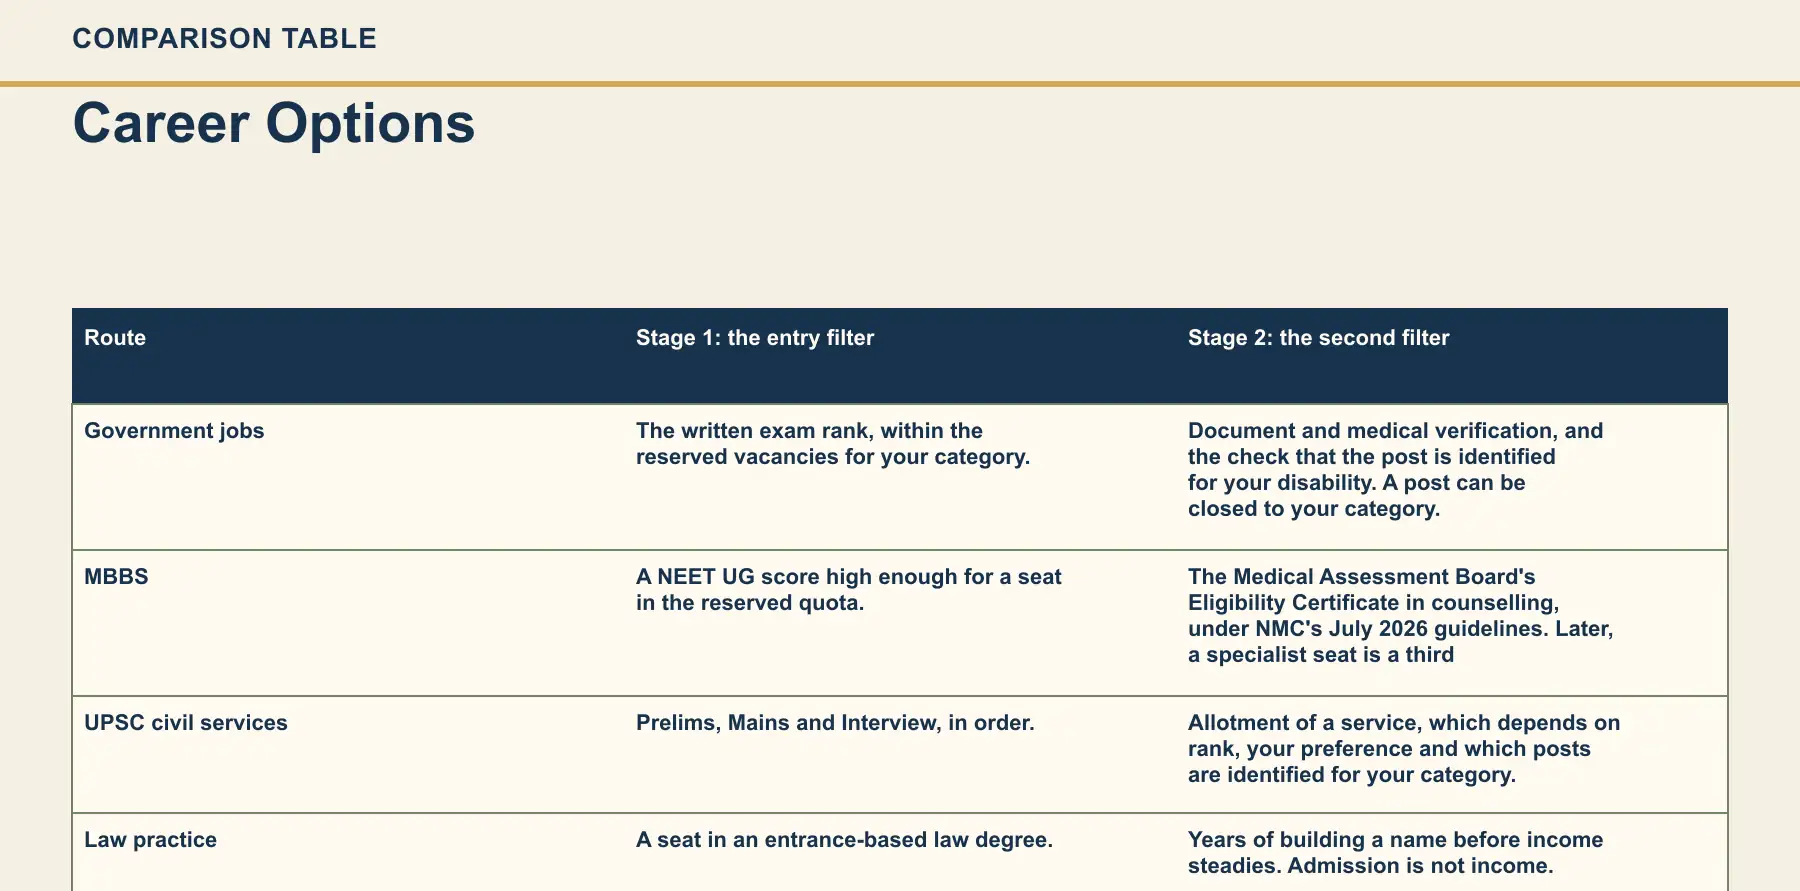 COMPARISON TABLE
Career Options
Route
Stage 1: the entry filter
Stage 2: the second filter
Government jobs
The written exam rank, within the
reserved vacancies for your category.
Document and medical verification, and
the check that the post is identified
for your disability. A post can be
closed to your category.
MBBS
A NEET UG score high enough for a seat
in the reserved quota.
The Medical Assessment Board's
Eligibility Certificate in counselling,
under NMC's July 2026 guidelines. Later,
a specialist seat is a third
UPSC civil services
Prelims, Mains and Interview, in order.
Allotment of a service, which depends on
rank, your preference and which posts
are identified for your category.
Law practice
A seat in an entrance-based law degree.
Years of building a name before income
steadies. Admission is not income.